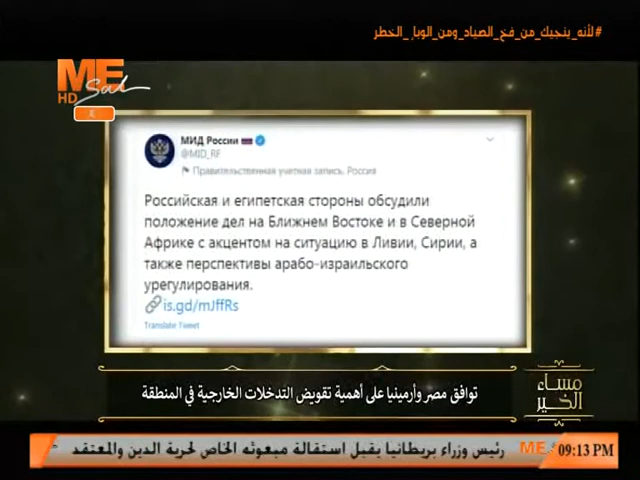 #لأنه_ينجيك_من_فخ_الصياد_ومن_الوبأ_الخطر
ME
Sat
HD
٤
МИД России
@MID_RF
Правительственная учетная запись, Россия
Российская и египетская стороны обсудили
положение дел на Ближнем Востоке и в Северной
Африке с акцентом на ситуацию в Ливии, Сирии, а
также перспективы арабо-израильского
урегулирования.
is.gd/mJffRs
Translate Tweet
توافق مصر وأرمينيا على أهمية تقويض التدخلات الخارجية في المنطقة
مساء
الخير
رئيس وزراء بريطانيا يقبل استقالة مبعوثه الخاص لحرية الدين والمعتقد
ME
09:13 PM